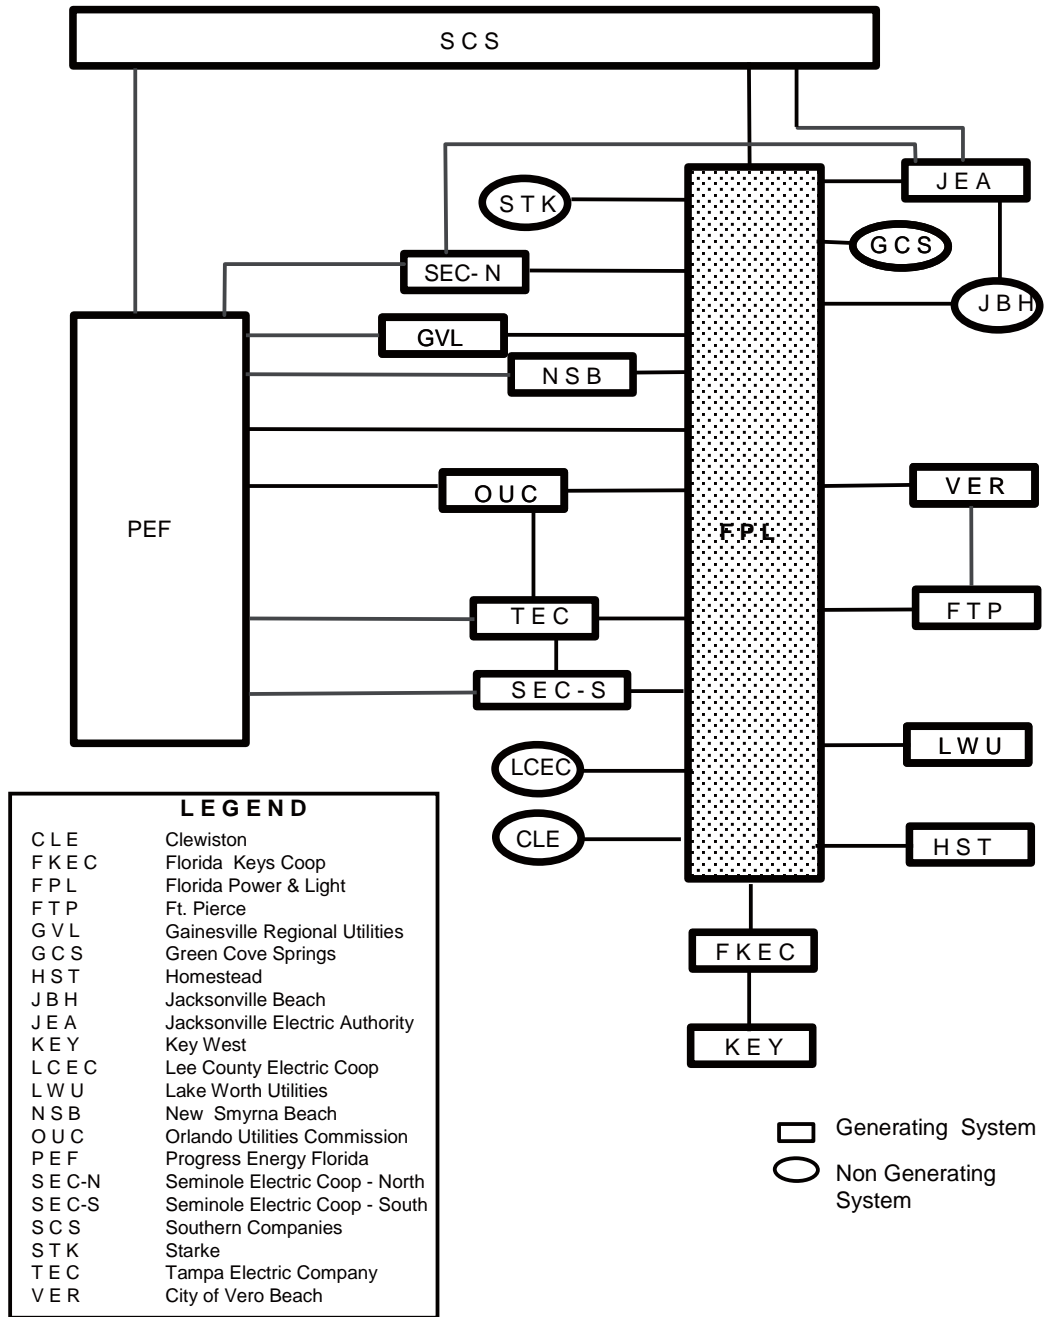 S C S
J E A
S T K
G C S
SEC- N
J B H
GVL
N S B
V E R
O U C
PEF
F P L
T E C
F T P
S E C - S
L W U
LCEC
CLE
H S T
F K E C
K E Y
L E G E N D
C L E Clewiston
F K E C Florida Keys Coop
F P L Florida Power & Light
F T P Ft. Pierce
G V L Gainesville Regional Utilities
G C S Green Cove Springs
H S T Homestead
J B H Jacksonville Beach
J E A Jacksonville Electric Authority
K E Y Key West
L C E C Lee County Electric Coop
L W U Lake Worth Utilities
N S B New Smyrna Beach
O U C Orlando Utilities Commission
P E F Progress Energy Florida
S E C-N Seminole Electric Coop - North
S E C-S Seminole Electric Coop - South
S C S Southern Companies
S T K Starke
T E C Tampa Electric Company
V E R City of Vero Beach
Generating System
Non Generating
System